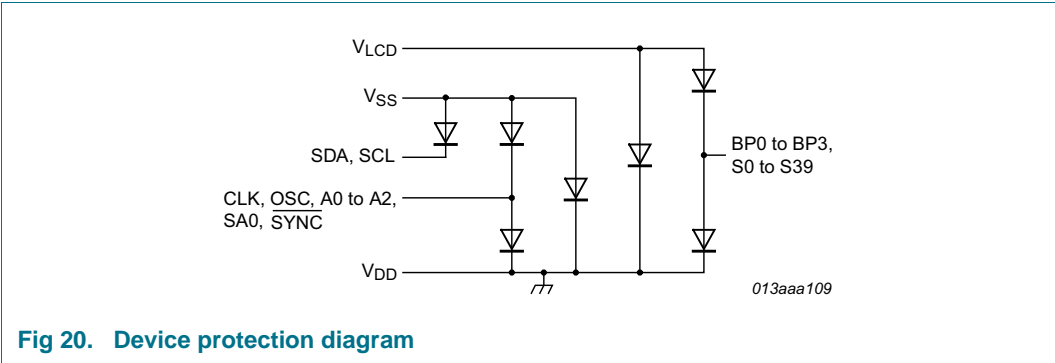 VLCD
VSS
SDA, SCL
BP0 to BP3,
S0 to S39
CLK, OSC, A0 to A2,
SA0, S̅Y̅N̅C̅
VDD
013aaa109
Fig 20. Device protection diagram